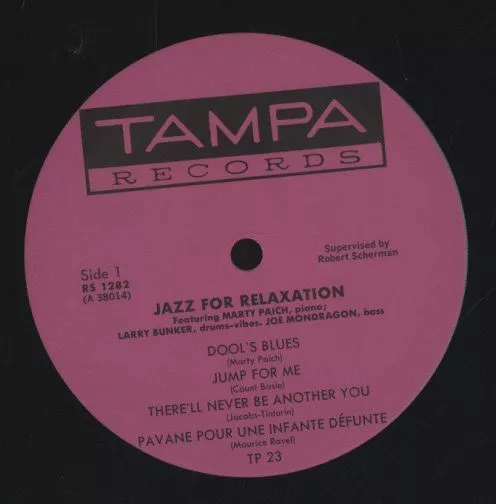 TAMPA
RECORDS
Supervised by
Robert Scherman
Side 1
RS 1282
(A 38014)
JAZZ FOR RELAXATION
Featuring MARTY PAICH, piano;
LARRY BUNKER, drums-vibes. JOE MONDRAGON, bass
DOOL'S BLUES
(Marty Paich)
JUMP FOR ME
(Count Basie)
THERE'LL NEVER BE ANOTHER YOU
(Jacobs-Tinturin)
PAVANE POUR UNE INFANTE DÉFUNTE
(Maurice Ravel)
TP 23